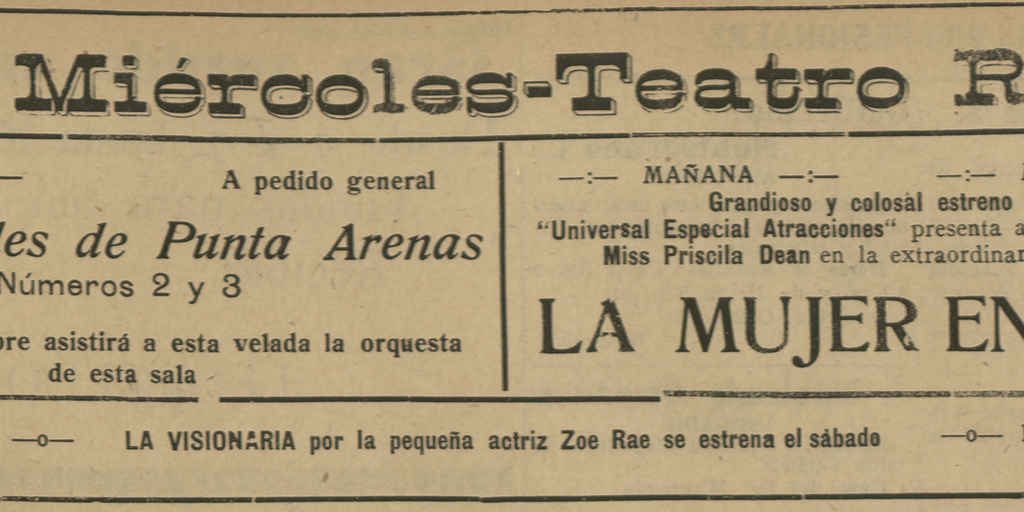 Miércoles-Teatro R
A pedido general
les de Punta Arenas
Números 2 y 3
bre asistirá a esta velada la orquesta
de esta sala
—:— MAÑANA —:— —:—
Grandioso y colosal estreno
"Universal Especial Atracciones" presenta a
Miss Priscila Dean en la extraordinar
LA MUJER EN
—o— LA VISIONARIA por la pequeña actriz Zoe Rae se estrena el sábado —o—